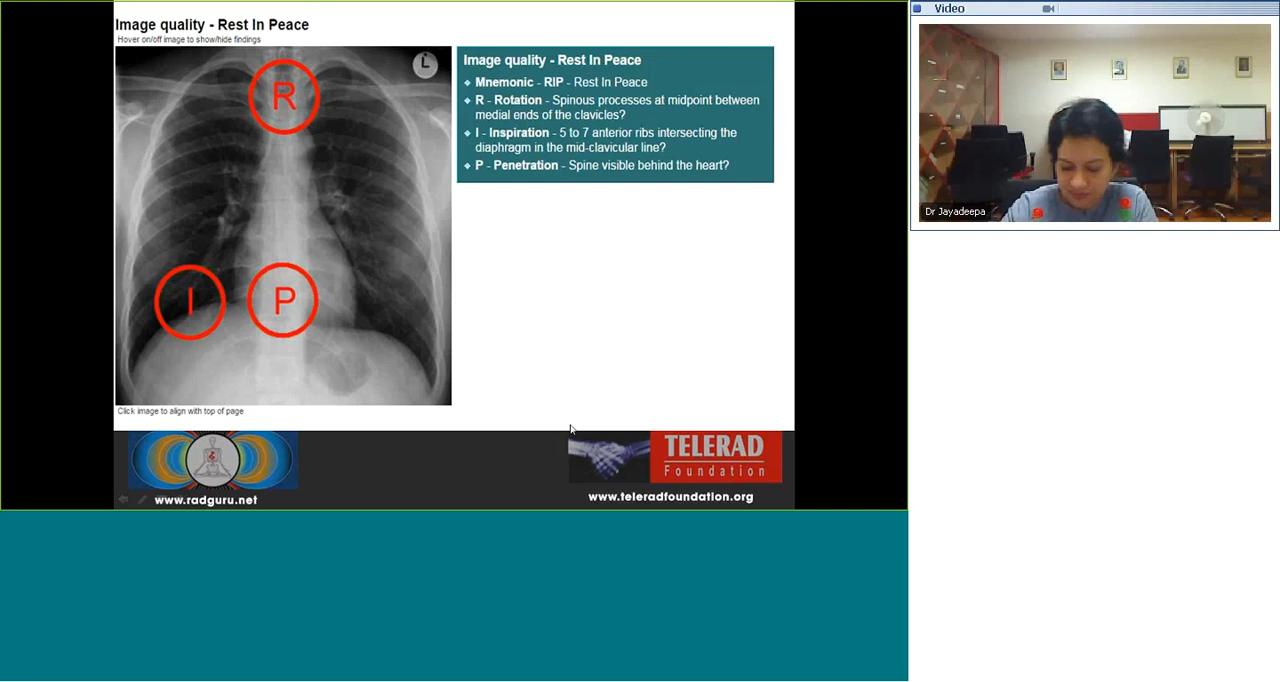 Image quality - Rest In Peace
Hover on/off image to show/hide findings
L
R
I
P
Click image to align with top of page
Image quality - Rest In Peace
❖ Mnemonic - RIP - Rest In Peace
❖ R - Rotation - Spinous processes at midpoint between
medial ends of the clavicles?
❖ I - Inspiration - 5 to 7 anterior ribs intersecting the
diaphragm in the mid-clavicular line?
❖ P - Penetration - Spine visible behind the heart?
www.radguru.net
TELERAD
Foundation
www.teleradfoundation.org
Video
Dr Jayadeepa